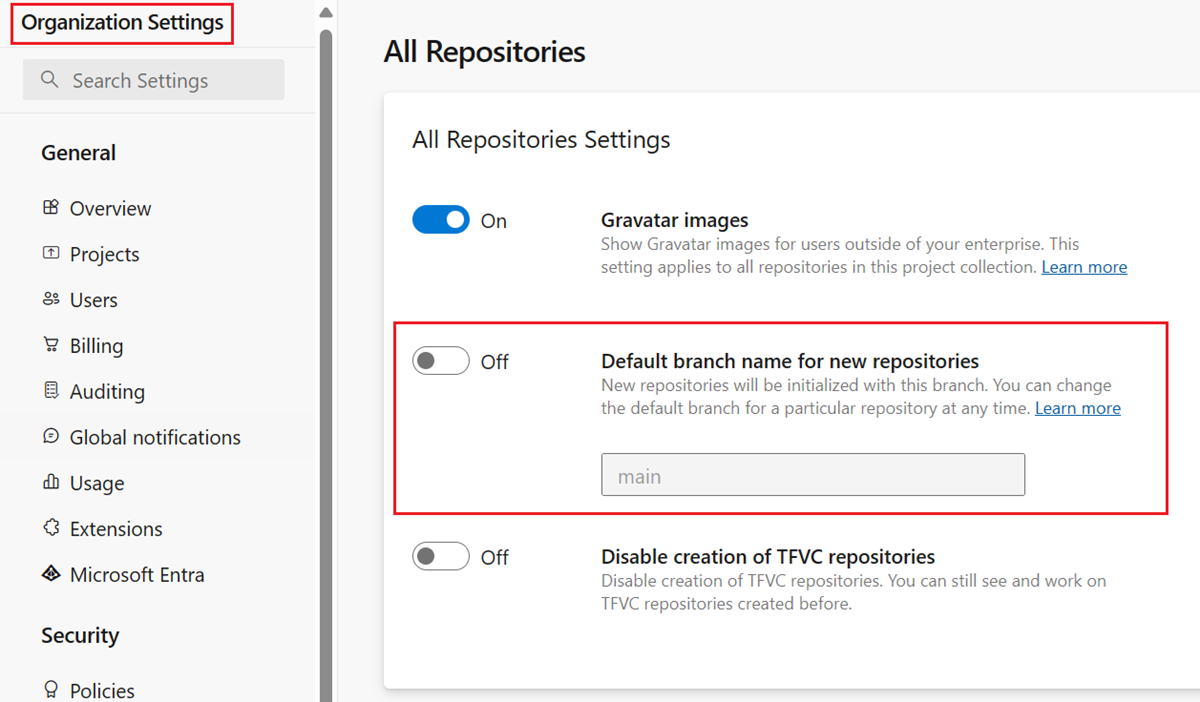 Organization Settings
Search Settings
General
Overview
Projects
Users
Billing
Auditing
Global notifications
Usage
Extensions
Microsoft Entra
Security
Policies
All Repositories
All Repositories Settings
On
Gravatar images
Show Gravatar images for users outside of your enterprise. This
setting applies to all repositories in this project collection. Learn more
Off
Default branch name for new repositories
New repositories will be initialized with this branch. You can change
the default branch for a particular repository at any time. Learn more
main
Off
Disable creation of TFVC repositories
Disable creation of TFVC repositories. You can still see and work on
TFVC repositories created before.